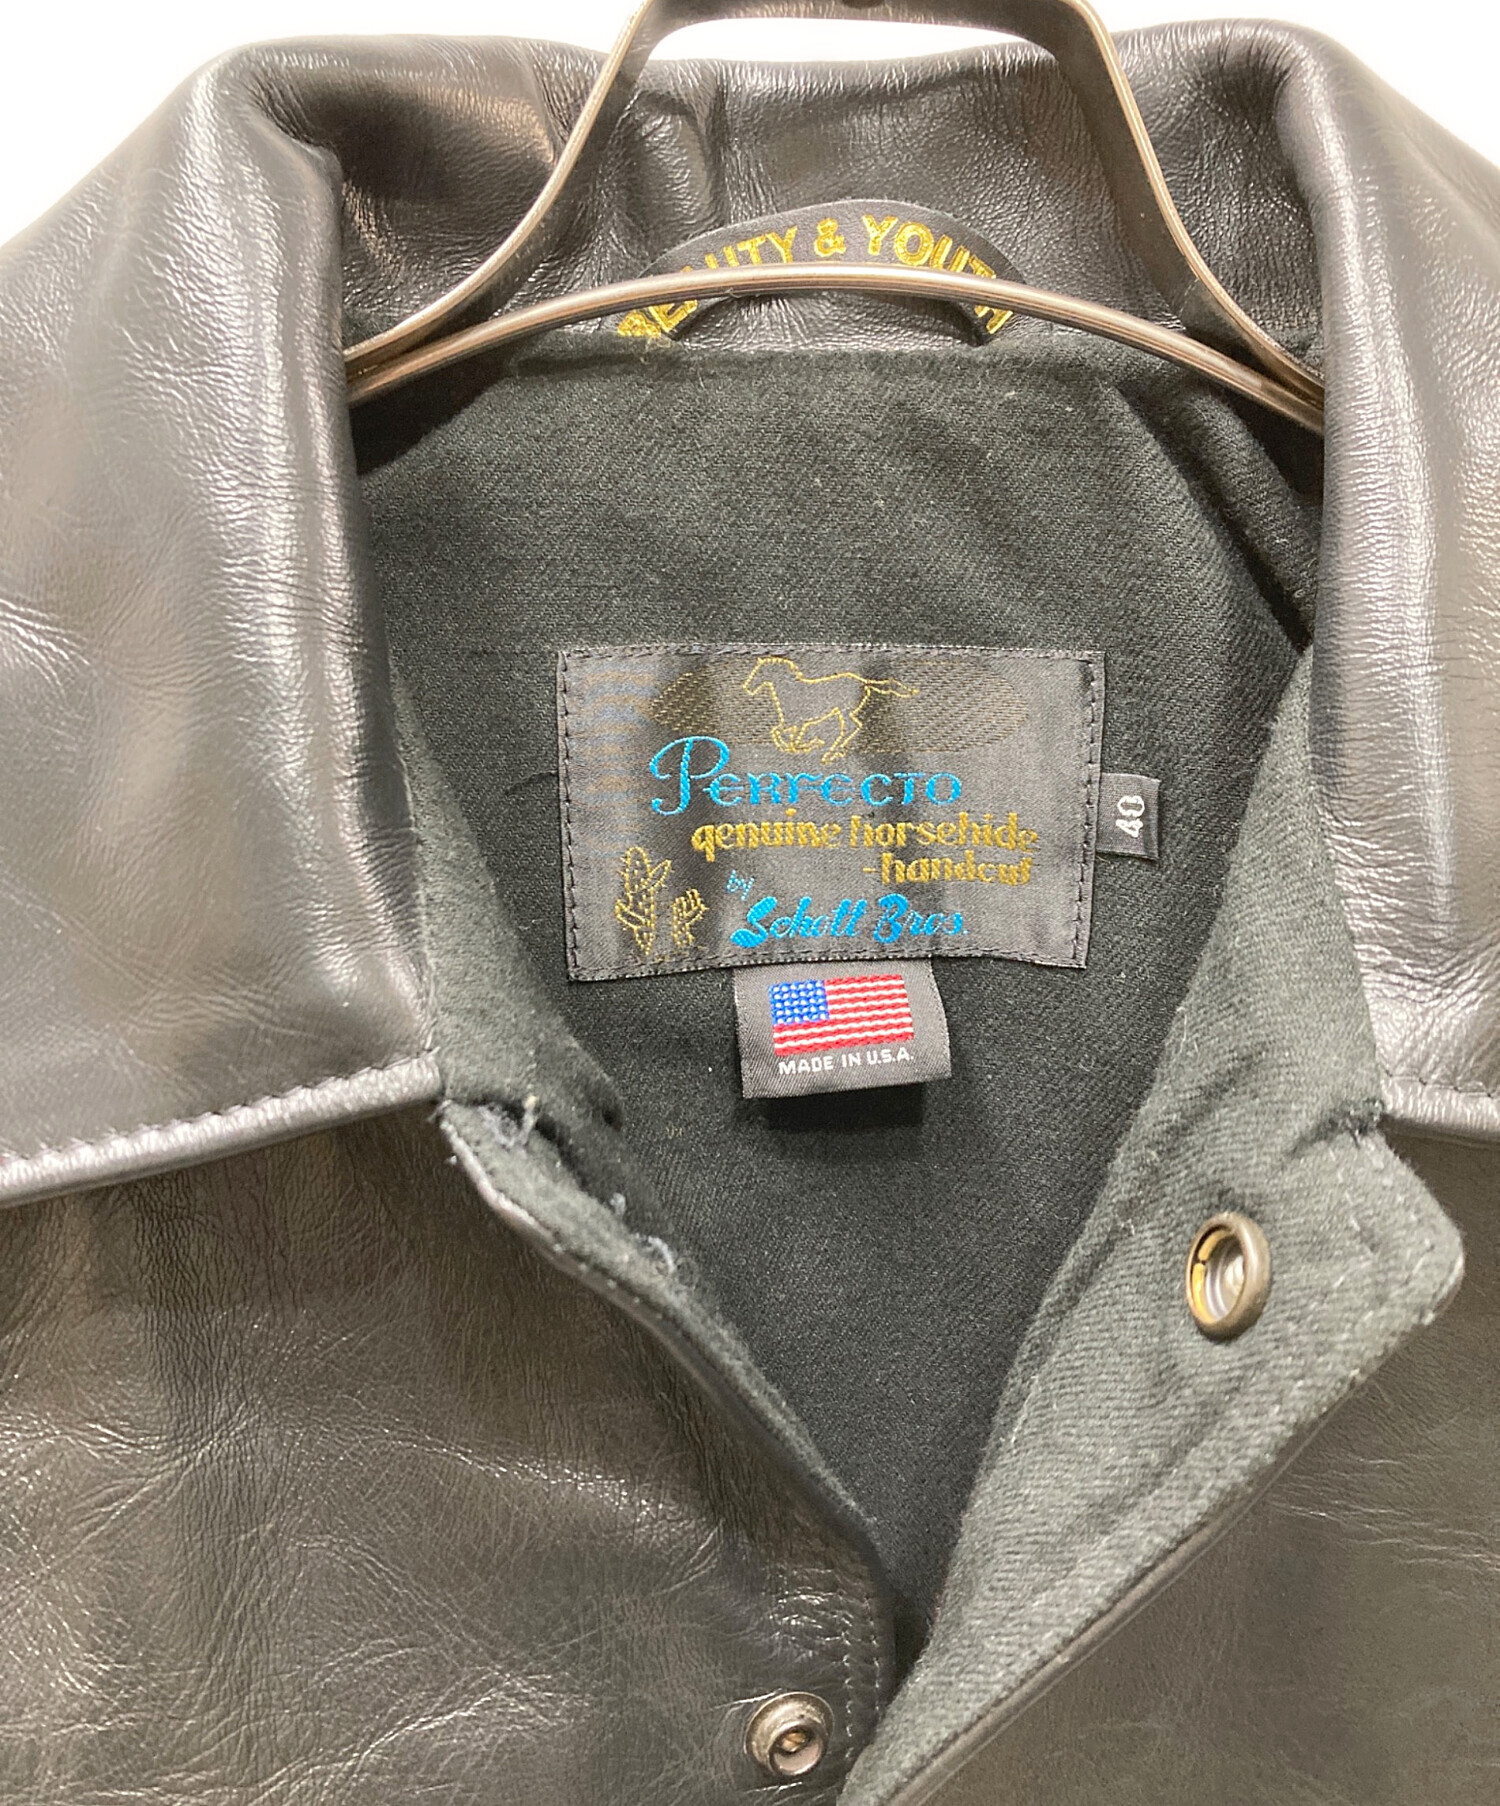 BEAUTY & YOUTH
PERFECTO
genuine horsehide
-handcut
by
Schott Bros.
40
MADE IN U.S.A.